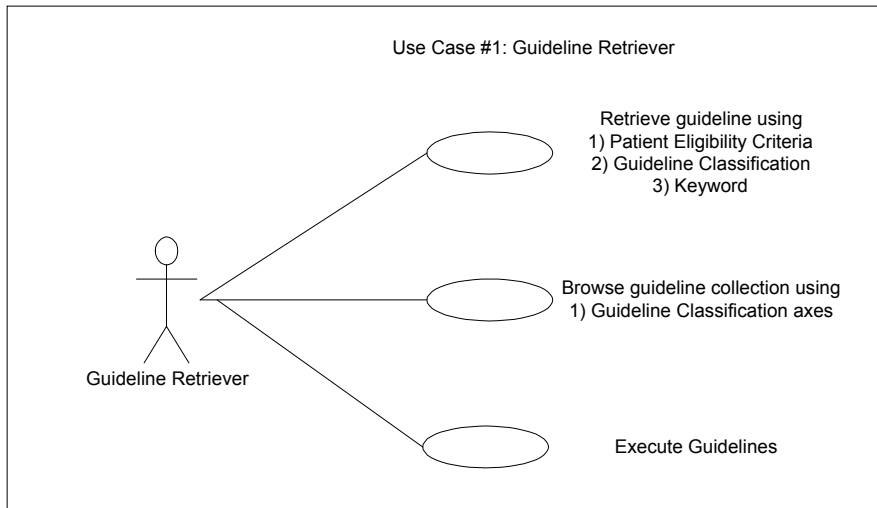 Use Case #1: Guideline Retriever
Retrieve guideline using
1) Patient Eligibility Criteria
2) Guideline Classification
3) Keyword
Browse guideline collection using
1) Guideline Classification axes
Guideline Retriever
Execute Guidelines